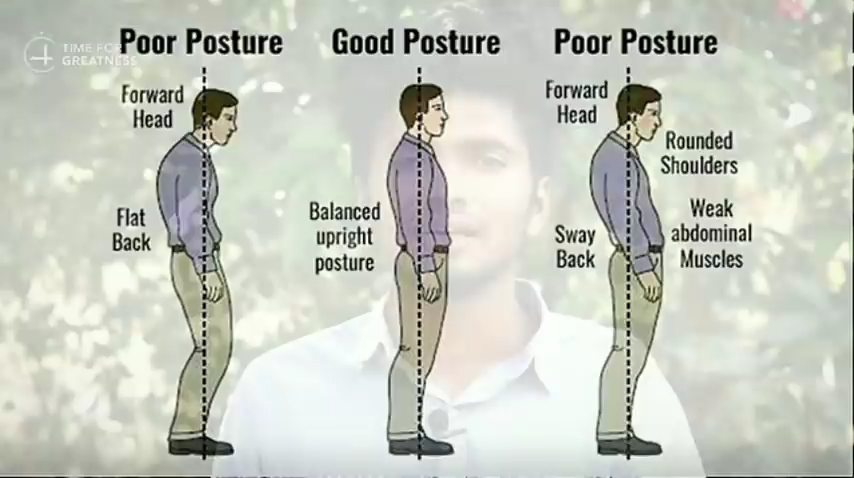 TIME FOR
GREATNESS
Poor Posture
Good Posture
Poor Posture
Forward
Head
Flat
Back
Balanced
upright
posture
Forward
Head
Rounded
Shoulders
Sway
Back
Weak
abdominal
Muscles